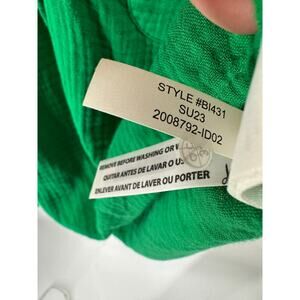 STYLE #BI431
SU23
2008792-ID02
REMOVE BEFORE WASHING OR
QUITAR ANTES DE LAVAR O
ENLEVER AVANT DE LAVER OU PORTER